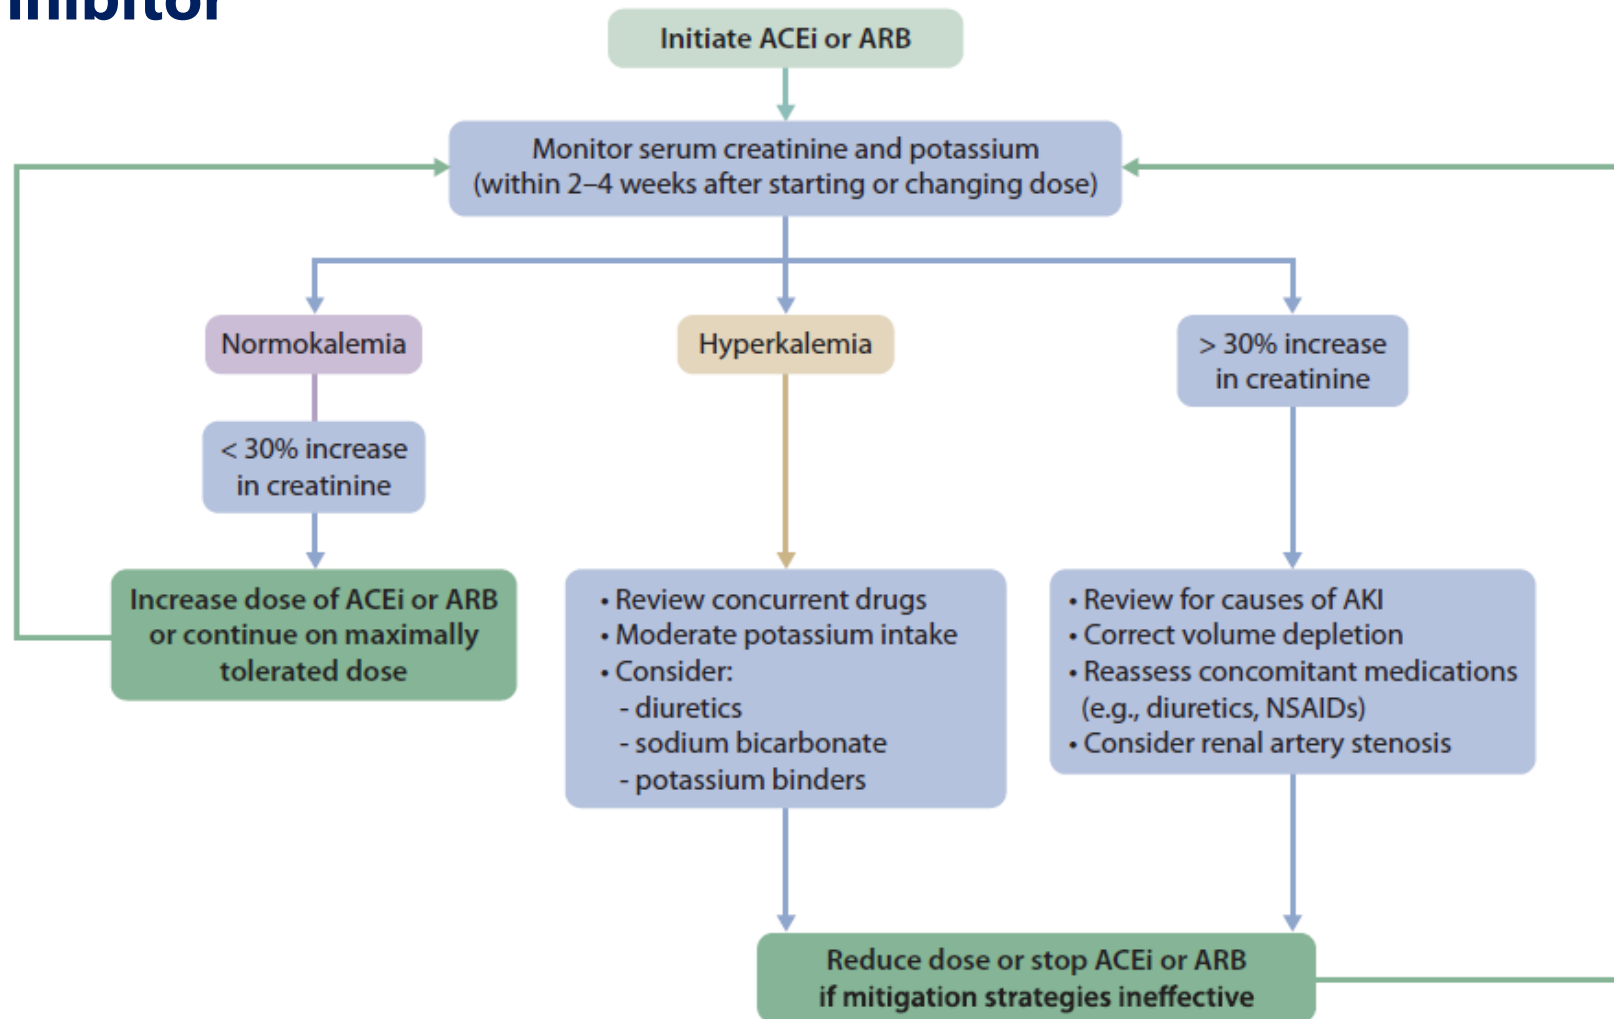 inibitor
Initiate ACEi or ARB
Monitor serum creatinine and potassium
(within 2–4 weeks after starting or changing dose)
Normokalemia
Hyperkalemia
> 30% increase
in creatinine
< 30% increase
in creatinine
Increase dose of ACEi or ARB
or continue on maximally
tolerated dose
• Review concurrent drugs
• Moderate potassium intake
• Consider:
- diuretics
- sodium bicarbonate
- potassium binders
• Review for causes of AKI
• Correct volume depletion
• Reassess concomitant medications
(e.g., diuretics, NSAIDs)
• Consider renal artery stenosis
Reduce dose or stop ACEi or ARB
if mitigation strategies ineffective